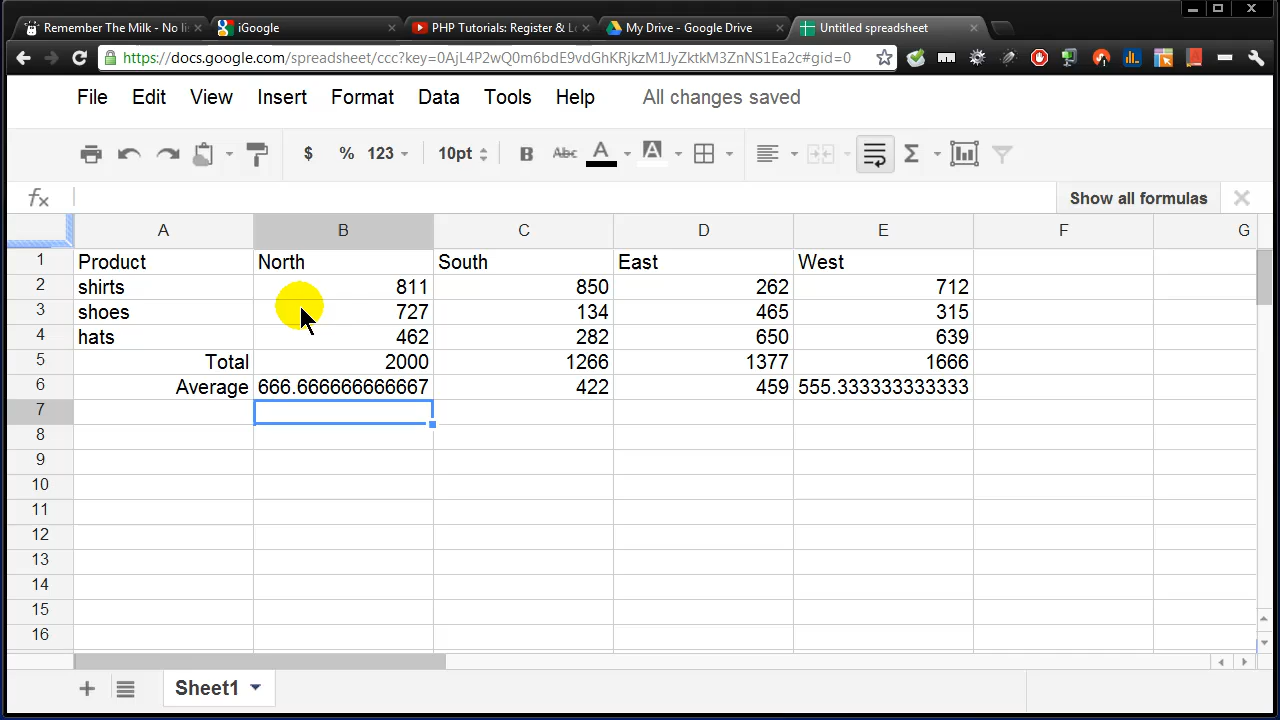 Remember The Milk - No li
iGoogle
PHP Tutorials: Register & Lo
My Drive - Google Drive
Untitled spreadsheet
https://docs.google.com/spreadsheet/ccc?key=0AjL4P2wQ0m6bdE9vdGhKRjkzM1JyZktkM3ZnNS1Ea2c#gid=0
File Edit View Insert Format Data Tools Help All changes saved
$ % 123 10pt B Abc A A Σ
fx Show all formulas
A B C D E F G
1 Product North South East West
2 shirts 811 850 262 712
3 shoes 727 134 465 315
4 hats 462 282 650 639
5 Total 2000 1266 1377 1666
6 Average 666.666666666667 422 459 555.333333333333
7
8
9
10
11
12
13
14
15
16
Sheet1